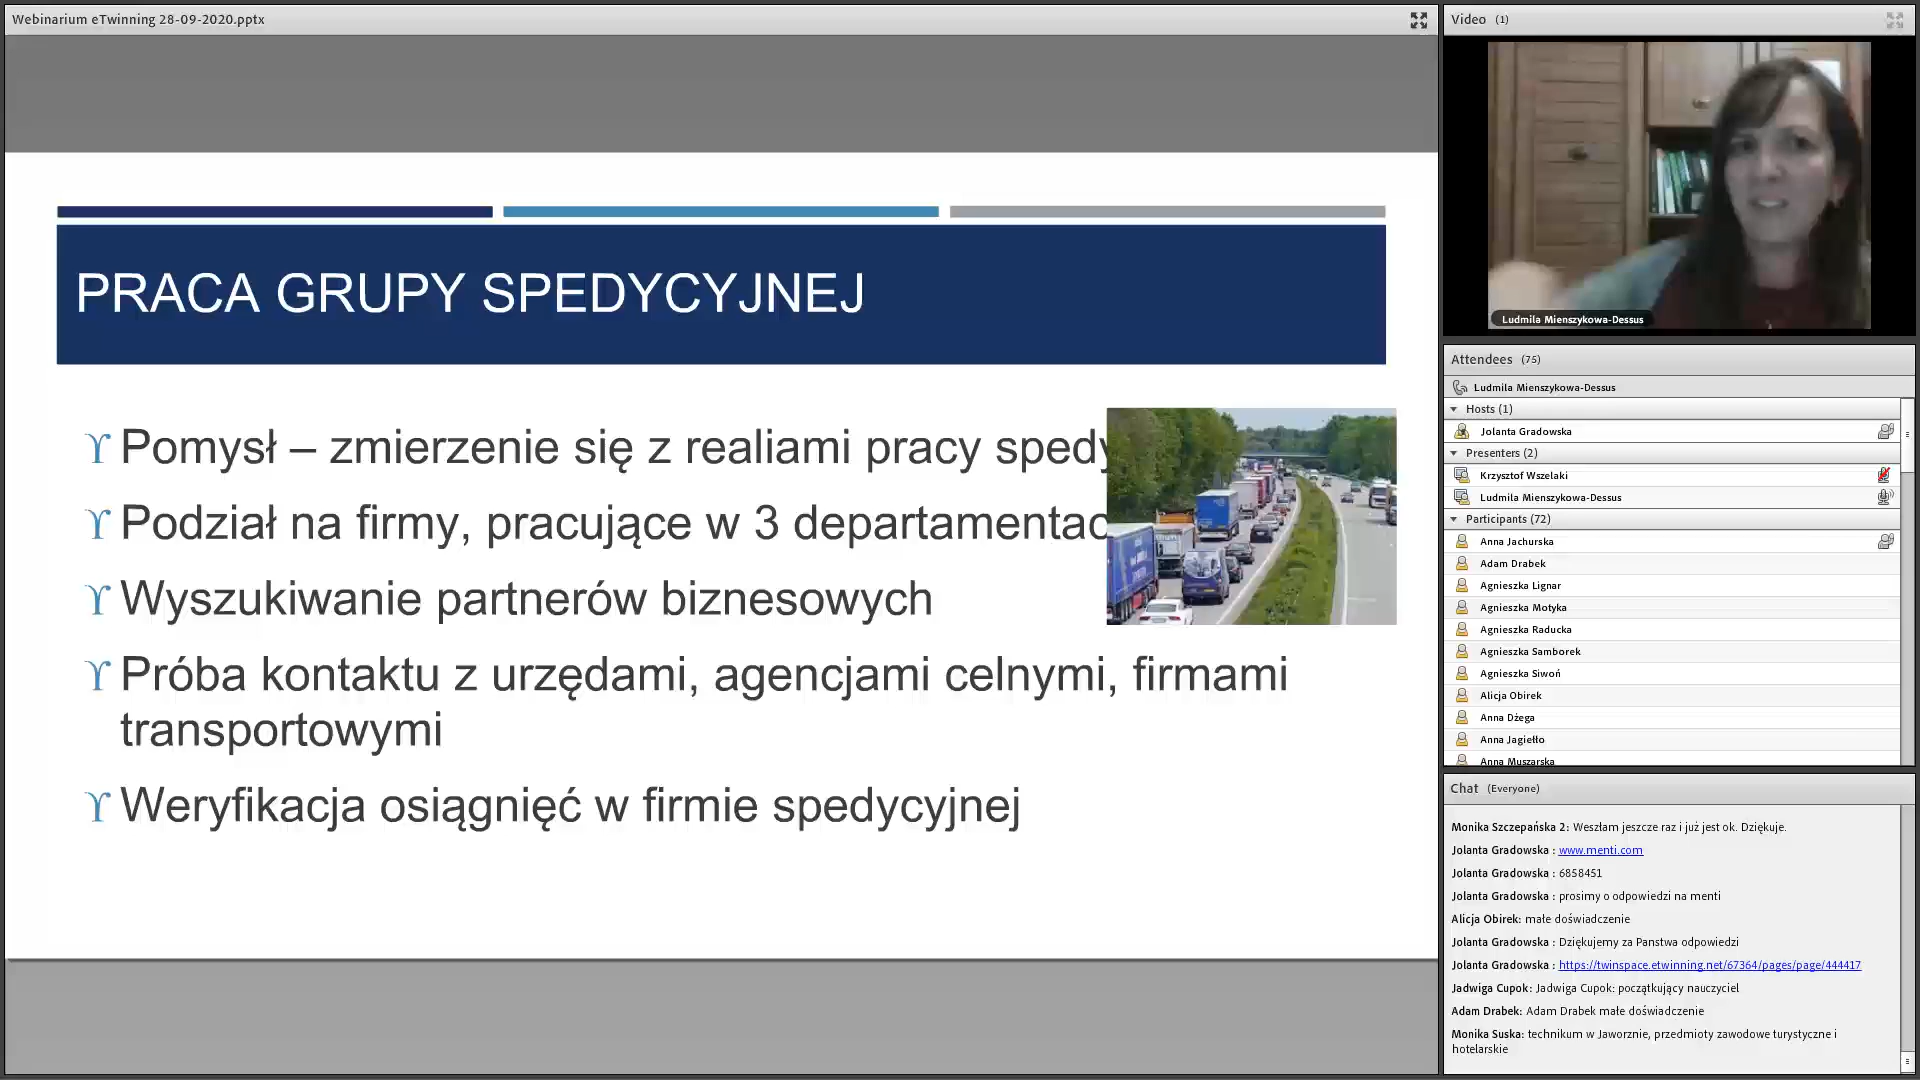 Webinarium eTwinning 28-09-2020.pptx
PRACA GRUPY SPEDYCYJNEJ
Pomysł – zmierzenie się z realiami pracy spedy
Podział na firmy, pracujące w 3 departamentac
Wyszukiwanie partnerów biznesowych
Próba kontaktu z urzędami, agencjami celnymi, firmami
transportowymi
Weryfikacja osiągnięć w firmie spedycyjnej
Video (1)
Ludmila Mienszykowa-Dessus
Attendees (75)
Ludmila Mienszykowa-Dessus
Hosts (1)
Jolanta Gradowska
Presenters (2)
Krzysztof Wszelaki
Ludmila Mienszykowa-Dessus
Participants (72)
Anna Jachurska
Adam Drabek
Agnieszka Lignar
Agnieszka Motyka
Agnieszka Raducka
Agnieszka Samborek
Agnieszka Siwoń
Alicja Obirek
Anna Dżega
Anna Jagiełło
Anna Muszarska
Chat (Everyone)
Monika Szczepańska 2: Weszłam jeszcze raz i już jest ok. Dziękuje.
Jolanta Gradowska : www.menti.com
Jolanta Gradowska : 6858451
Jolanta Gradowska : prosimy o odpowiedzi na menti
Alicja Obirek: małe doświadczenie
Jolanta Gradowska : Dziękujemy za Panstwa odpowiedzi
Jolanta Gradowska : https://twinspace.etwinning.net/67364/pages/page/444417
Jadwiga Cupok: Jadwiga Cupok: początkujący nauczyciel
Adam Drabek: Adam Drabek małe doświadczenie
Monika Suska: technikum w Jaworznie, przedmioty zawodowe turystyczne i
hotelarskie